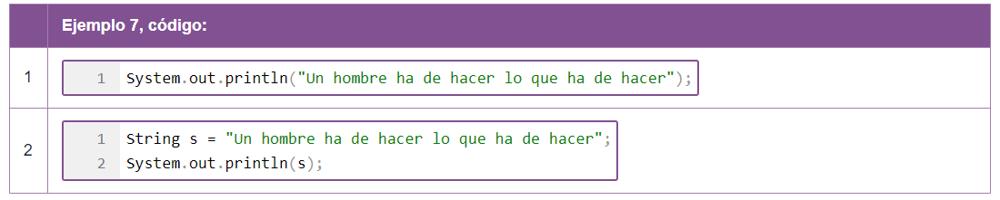 Ejemplo 7, código:
1
1 System.out.println("Un hombre ha de hacer lo que ha de hacer");
2
1 String s = "Un hombre ha de hacer lo que ha de hacer";
2 System.out.println(s);